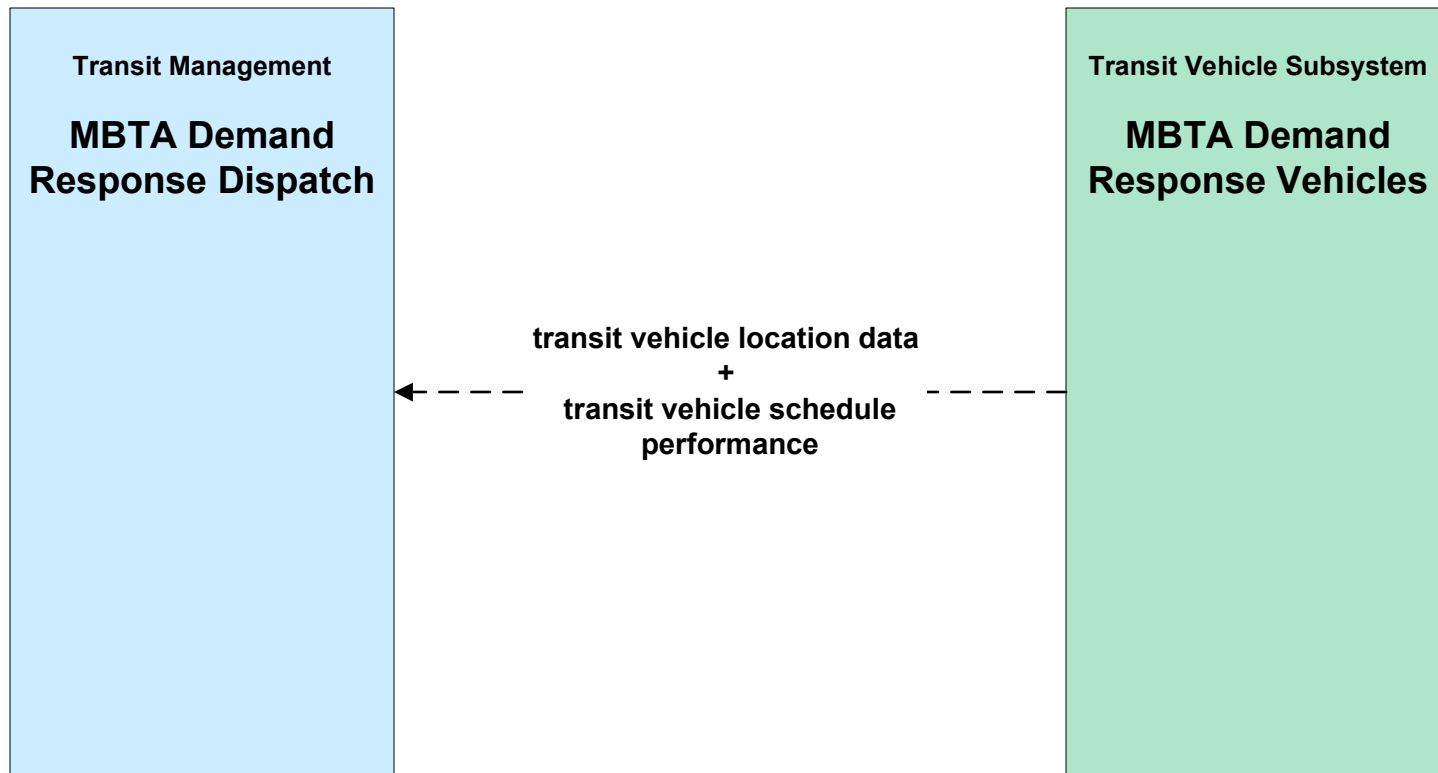 Transit Management
MBTA Demand
Response Dispatch
transit vehicle location data
+
transit vehicle schedule
performance
Transit Vehicle Subsystem
MBTA Demand
Response Vehicles